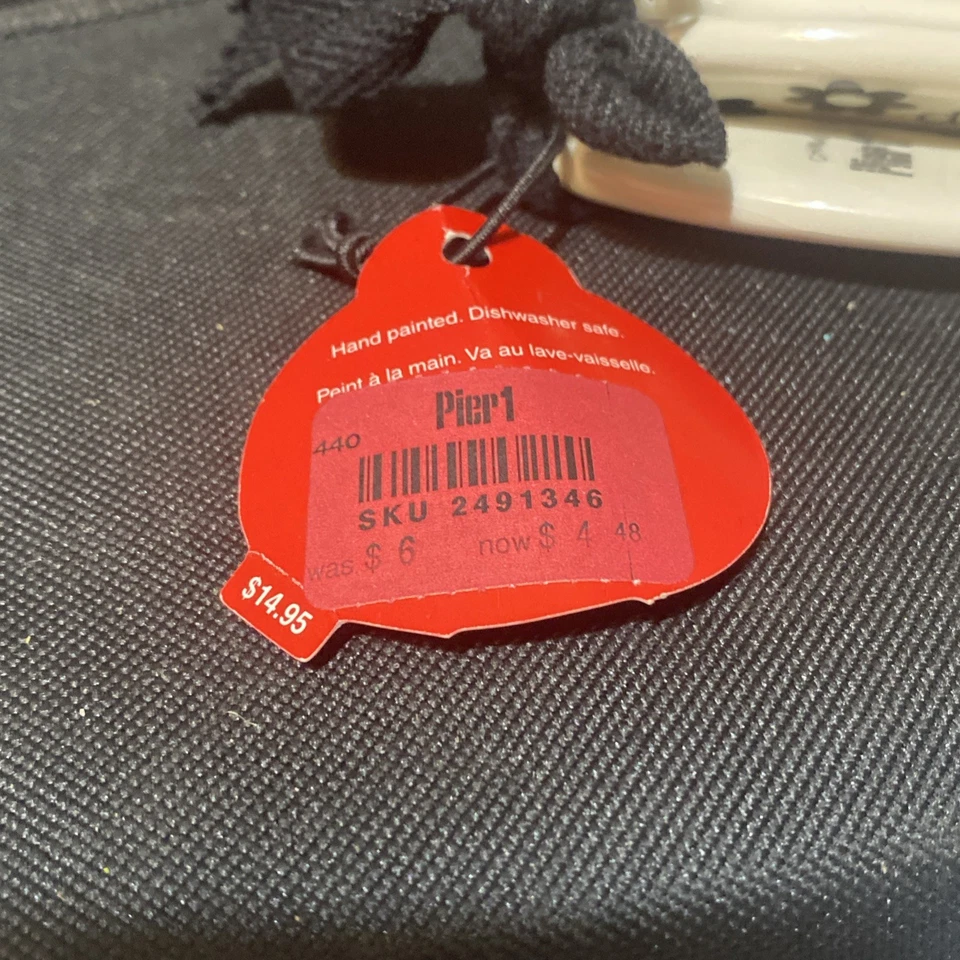 Hand painted. Dishwasher safe.
Peint à la main. Va au lave-vaisselle.
Pier1
440
SKU 2491346
was $ 6 now $ 4 48
$14.95